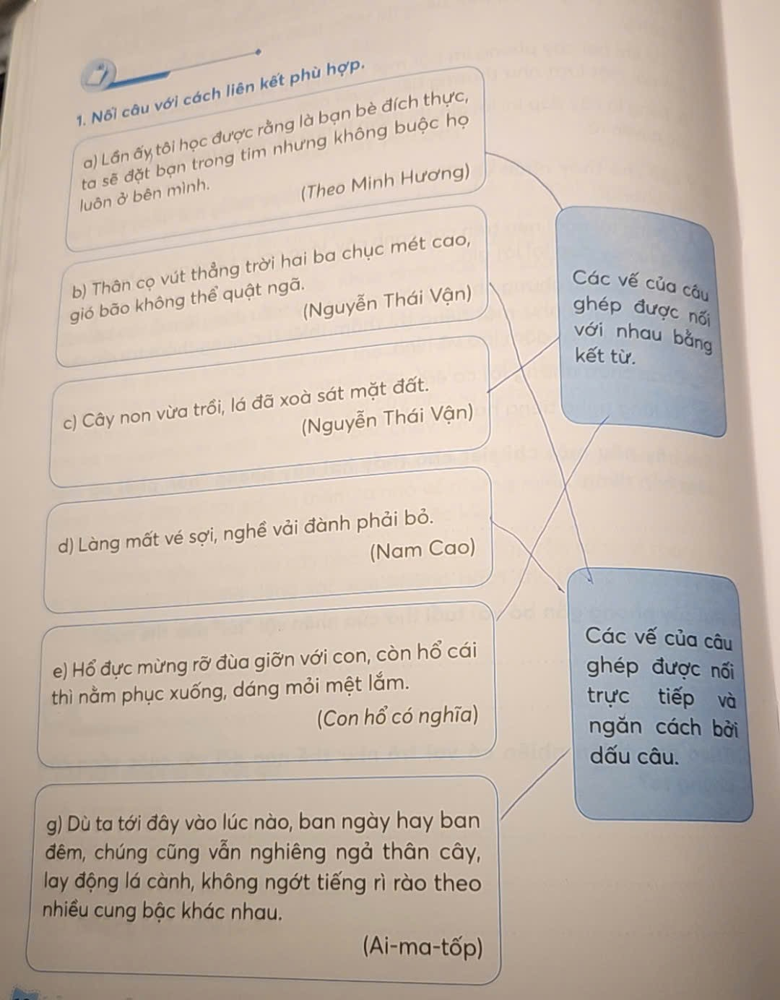 1. Nối câu với cách liên kết phù hợp.
a) Lần ấy, tôi học được rằng là bạn bè đích thực,
ta sẽ đặt bạn trong tim nhưng không buộc họ
luôn ở bên mình.
(Theo Minh Hương)
b) Thân cọ vút thẳng trời hai ba chục mét cao,
gió bão không thể quật ngã.
(Nguyễn Thái Vận)
c) Cây non vừa trồi, lá đã xoà sát mặt đất.
(Nguyễn Thái Vận)
d) Làng mất vé sợi, nghề vải đành phải bỏ.
(Nam Cao)
e) Hổ đực mừng rỡ đùa giỡn với con, còn hổ cái
thì nằm phục xuống, dáng mỏi mệt lắm.
(Con hổ có nghĩa)
g) Dù ta tới đây vào lúc nào, ban ngày hay ban
đêm, chúng cũng vẫn nghiêng ngả thân cây,
lay động lá cành, không ngớt tiếng rì rào theo
nhiều cung bậc khác nhau.
(Ai-ma-tốp)
Các vế của câu
ghép được nối
với nhau bằng
kết từ.
Các vế của câu
ghép được nối
trực tiếp và
ngăn cách bởi
dấu câu.